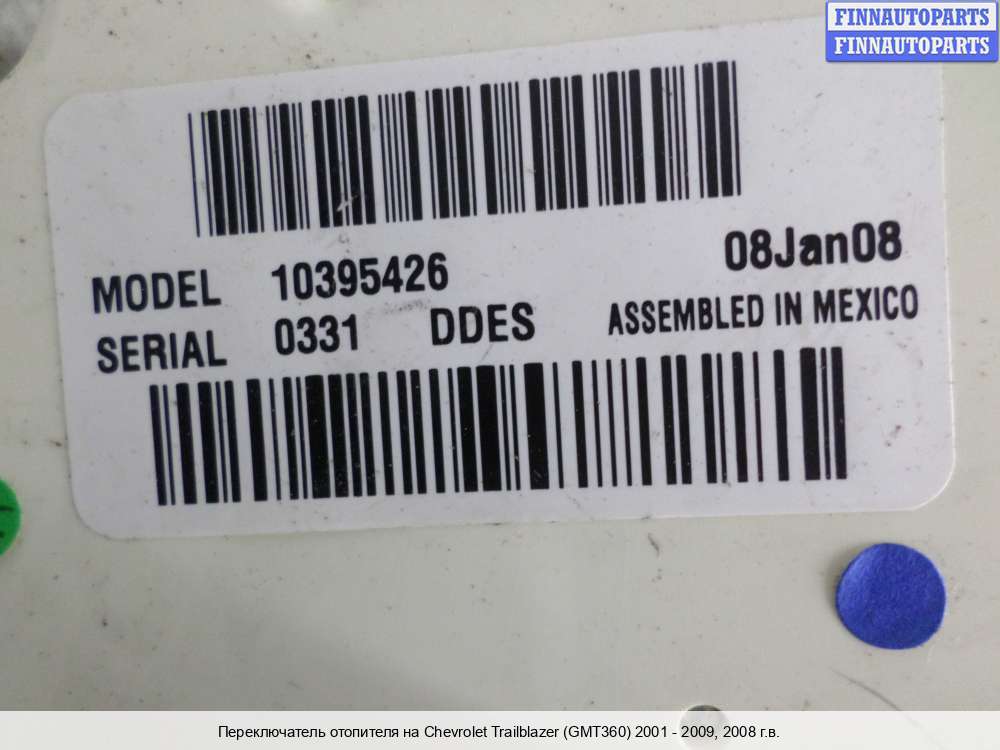 FINNAUTOPARTS
FINNAUTOPARTS
08Jan08
MODEL 10395426
SERIAL 0331 DDES ASSEMBLED IN MEXICO
Переключатель отопителя на Chevrolet Trailblazer (GMT360) 2001 - 2009, 2008 г.в.